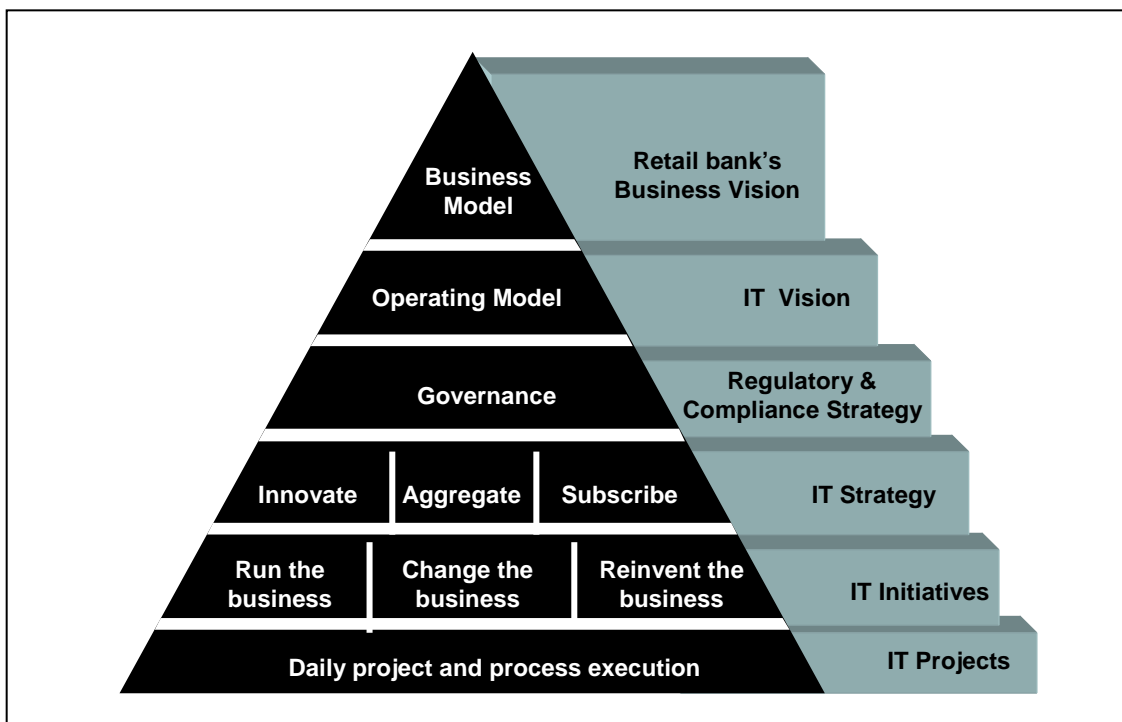 Business
Model
Retail bank's
Business Vision
Operating Model
IT  Vision
Governance
Regulatory &
Compliance Strategy
Innovate
Aggregate
Subscribe
IT Strategy
Run the
business
Change the
business
Reinvent the
business
IT Initiatives
Daily project and process execution
IT Projects